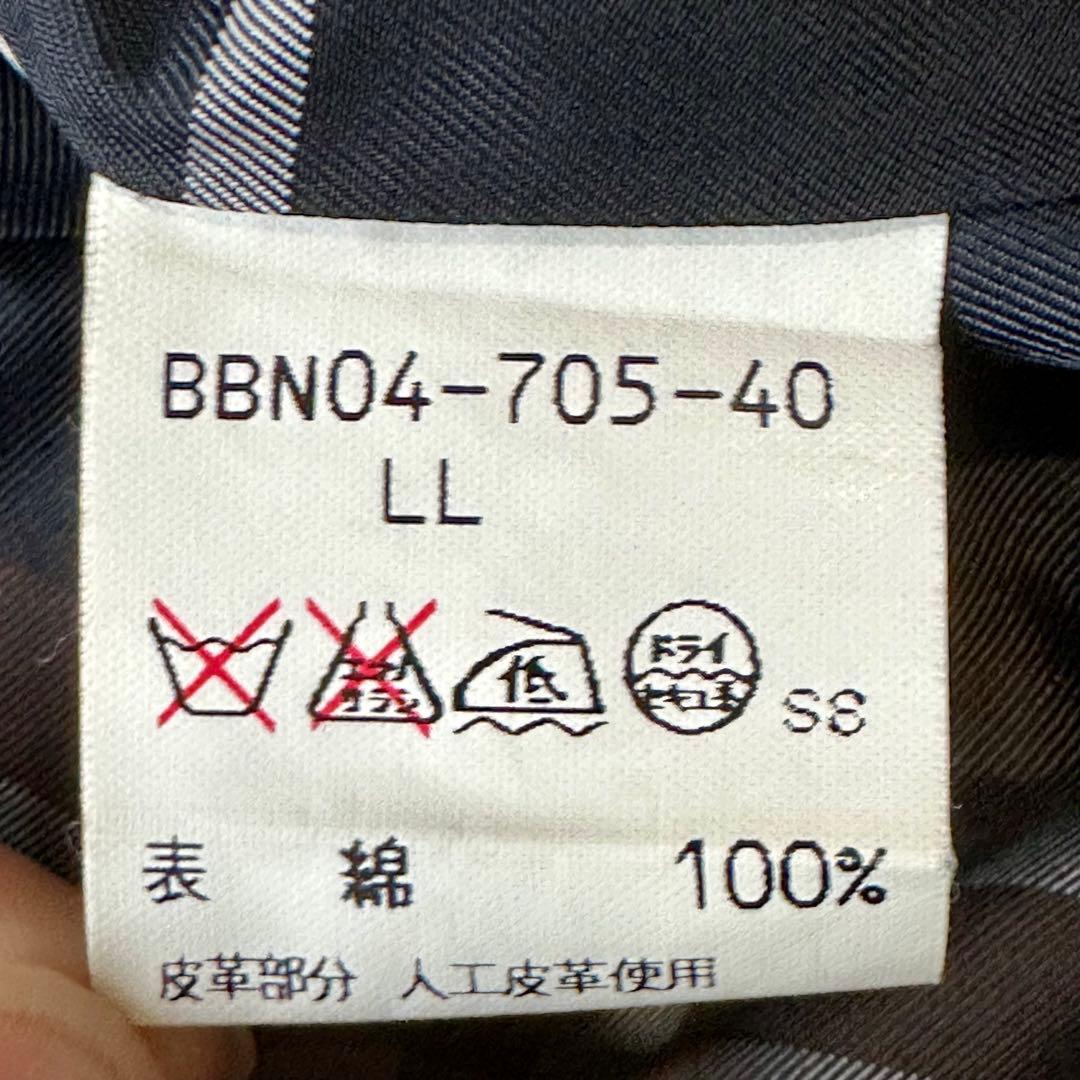 BBN04-705-40
LL
低 ドライ セキユ系 S8
表 綿 100%
皮革部分 人工皮革使用